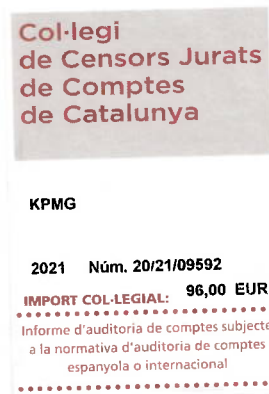 Col·legi
de Censors Jurats
de Comptes
de Catalunya
KPMG
2021 Núm. 20/21/09592
IMPORT COL·LEGIAL: 96,00 EUR
Informe d'auditoria de comptes subjecte
a la normativa d'auditoria de comptes
espanyola o internacional